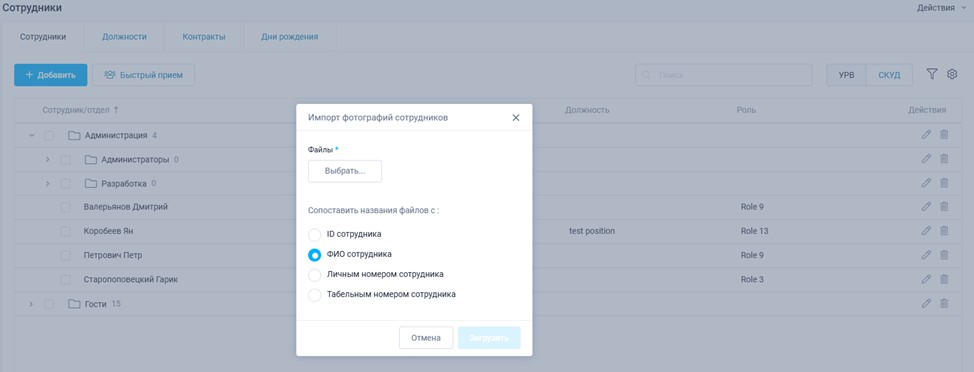 Сотрудники
Действия
Сотрудники Должности Контракты Дни рождения
+ Добавить Быстрый прием Поиск УРВ СКУД
Сотрудник/отдел ↑ Должность Роль Действия
Администрация 4
Администраторы 0
Разработка 0
Валерьянов Дмитрий Role 9
Коробеев Ян test position Role 13
Петрович Петр Role 9
Старопоповецкий Гарик Role 3
Гости 15
Импорт фотографий сотрудников
Файлы *
Выбрать...
Сопоставить названия файлов с :
ID сотрудника
ФИО сотрудника
Личным номером сотрудника
Табельным номером сотрудника
Отмена Загрузить